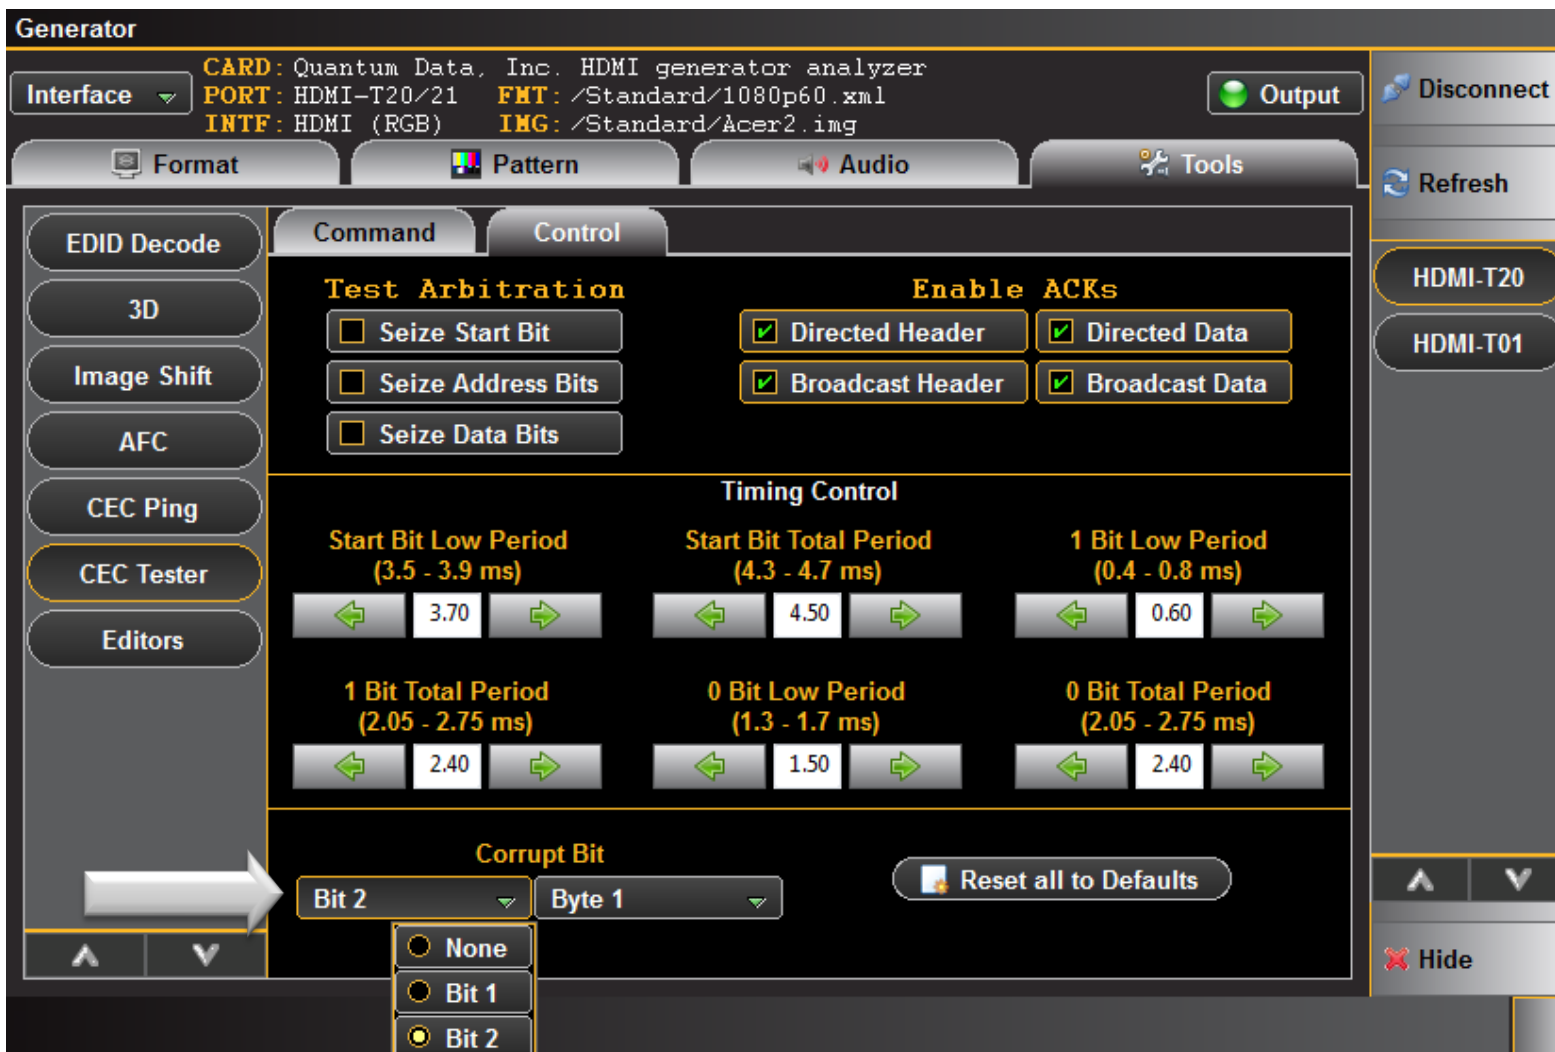 Generator
Interface
CARD: Quantum Data, Inc. HDMI generator analyzer
PORT: HDMI-T20/21 FMT: /Standard/1080p60.xml
INTF: HDMI (RGB) IMG: /Standard/Acer2.img
Output
Disconnect
Format
Pattern
Audio
Tools
Refresh
EDID Decode
3D
Image Shift
AFC
CEC Ping
CEC Tester
Editors
Command
Control
HDMI-T20
HDMI-T01
Test Arbitration
Enable ACKs
Seize Start Bit
Directed Header
Directed Data
Seize Address Bits
Broadcast Header
Broadcast Data
Seize Data Bits
Timing Control
Start Bit Low Period
(3.5 - 3.9 ms)
3.70
Start Bit Total Period
(4.3 - 4.7 ms)
4.50
1 Bit Low Period
(0.4 - 0.8 ms)
0.60
1 Bit Total Period
(2.05 - 2.75 ms)
2.40
0 Bit Low Period
(1.3 - 1.7 ms)
1.50
0 Bit Total Period
(2.05 - 2.75 ms)
2.40
Corrupt Bit
Bit 2
Byte 1
Reset all to Defaults
None
Bit 1
Bit 2
Hide